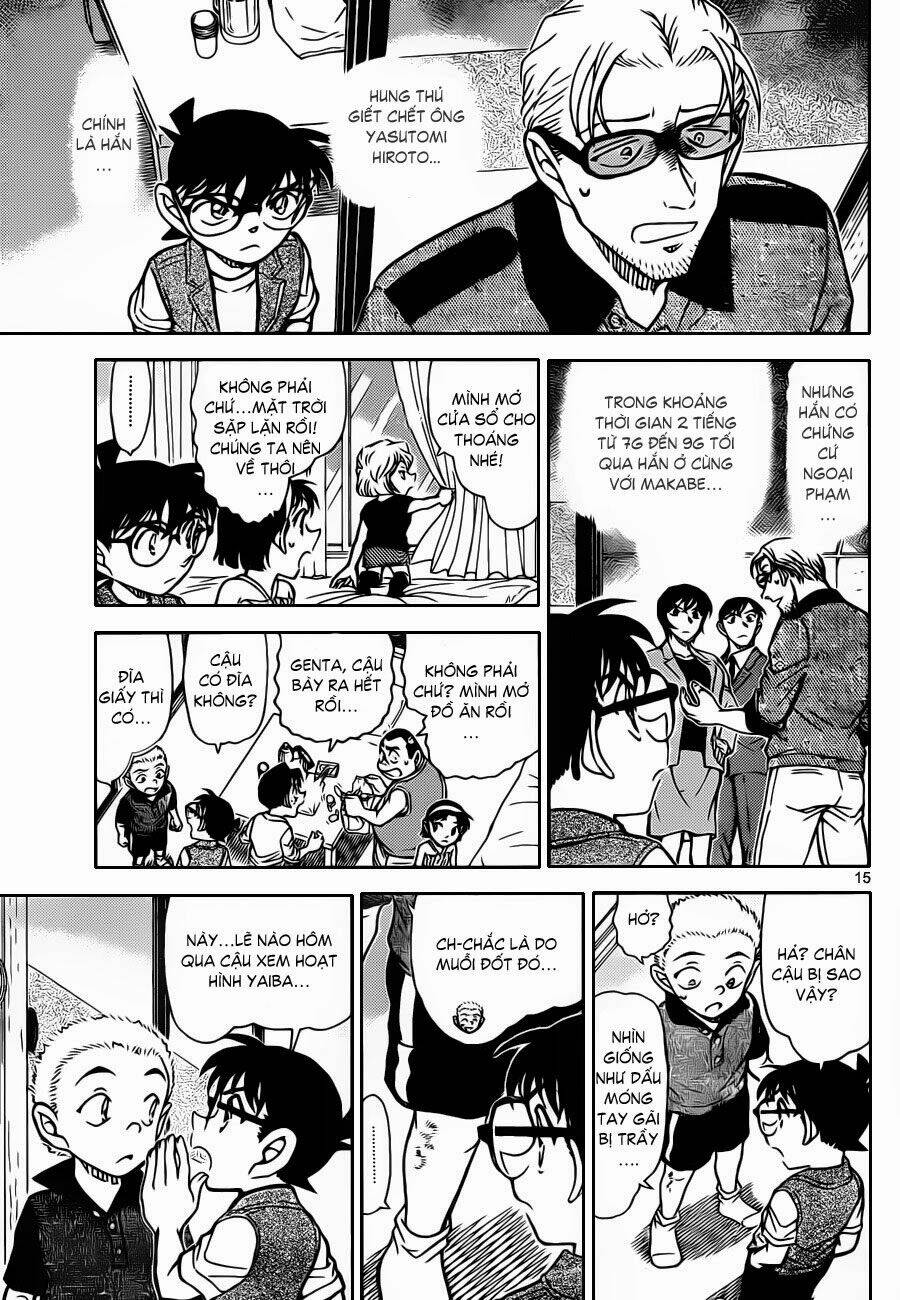 HUNG THỦ
GIẾT CHẾT ÔNG
YASUTOMI
HIROTO...
CHÍNH
LÀ HẮN
...
NHƯNG
HẮN CÓ
CHỨNG
CỨ
NGOẠI
PHẠM
...
TRONG KHOẢNG
THỜI GIAN 2 TIẾNG
TỪ 7G ĐẾN 9G TỐI
QUA HẮN Ở CÙNG
VỚI MAKABE...
MÌNH MỞ
CỬA SỔ CHO
THOÁNG
NHÉ!
KHÔNG PHẢI
CHỨ...MẶT TRỜI
SẮP LẶN RỒI!
CHÚNG TA NÊN
VỀ THÔI
...
.........
KHÔNG PHẢI
CHỨ? MÌNH MỞ
ĐỒ ĂN RỒI
...
GENTA, CẬU
BÀY RA HẾT
RỒI...
CẬU
CÓ ĐĨA
KHÔNG?
ĐĨA
GIẤY THÌ
CÓ...
15
HẢ? CHÂN
CẬU BỊ SAO
VẬY?
HỞ?
NHÌN
GIỐNG
NHƯ DẤU
MÓNG
TAY GÃI
BỊ TRẦY
....
CH-CHẮC LÀ DO
MUỖI ĐỐT ĐÓ...
.........
NÀY...LẼ NÀO HÔM
QUA CẬU XEM HOẠT
HÌNH YAIBA...